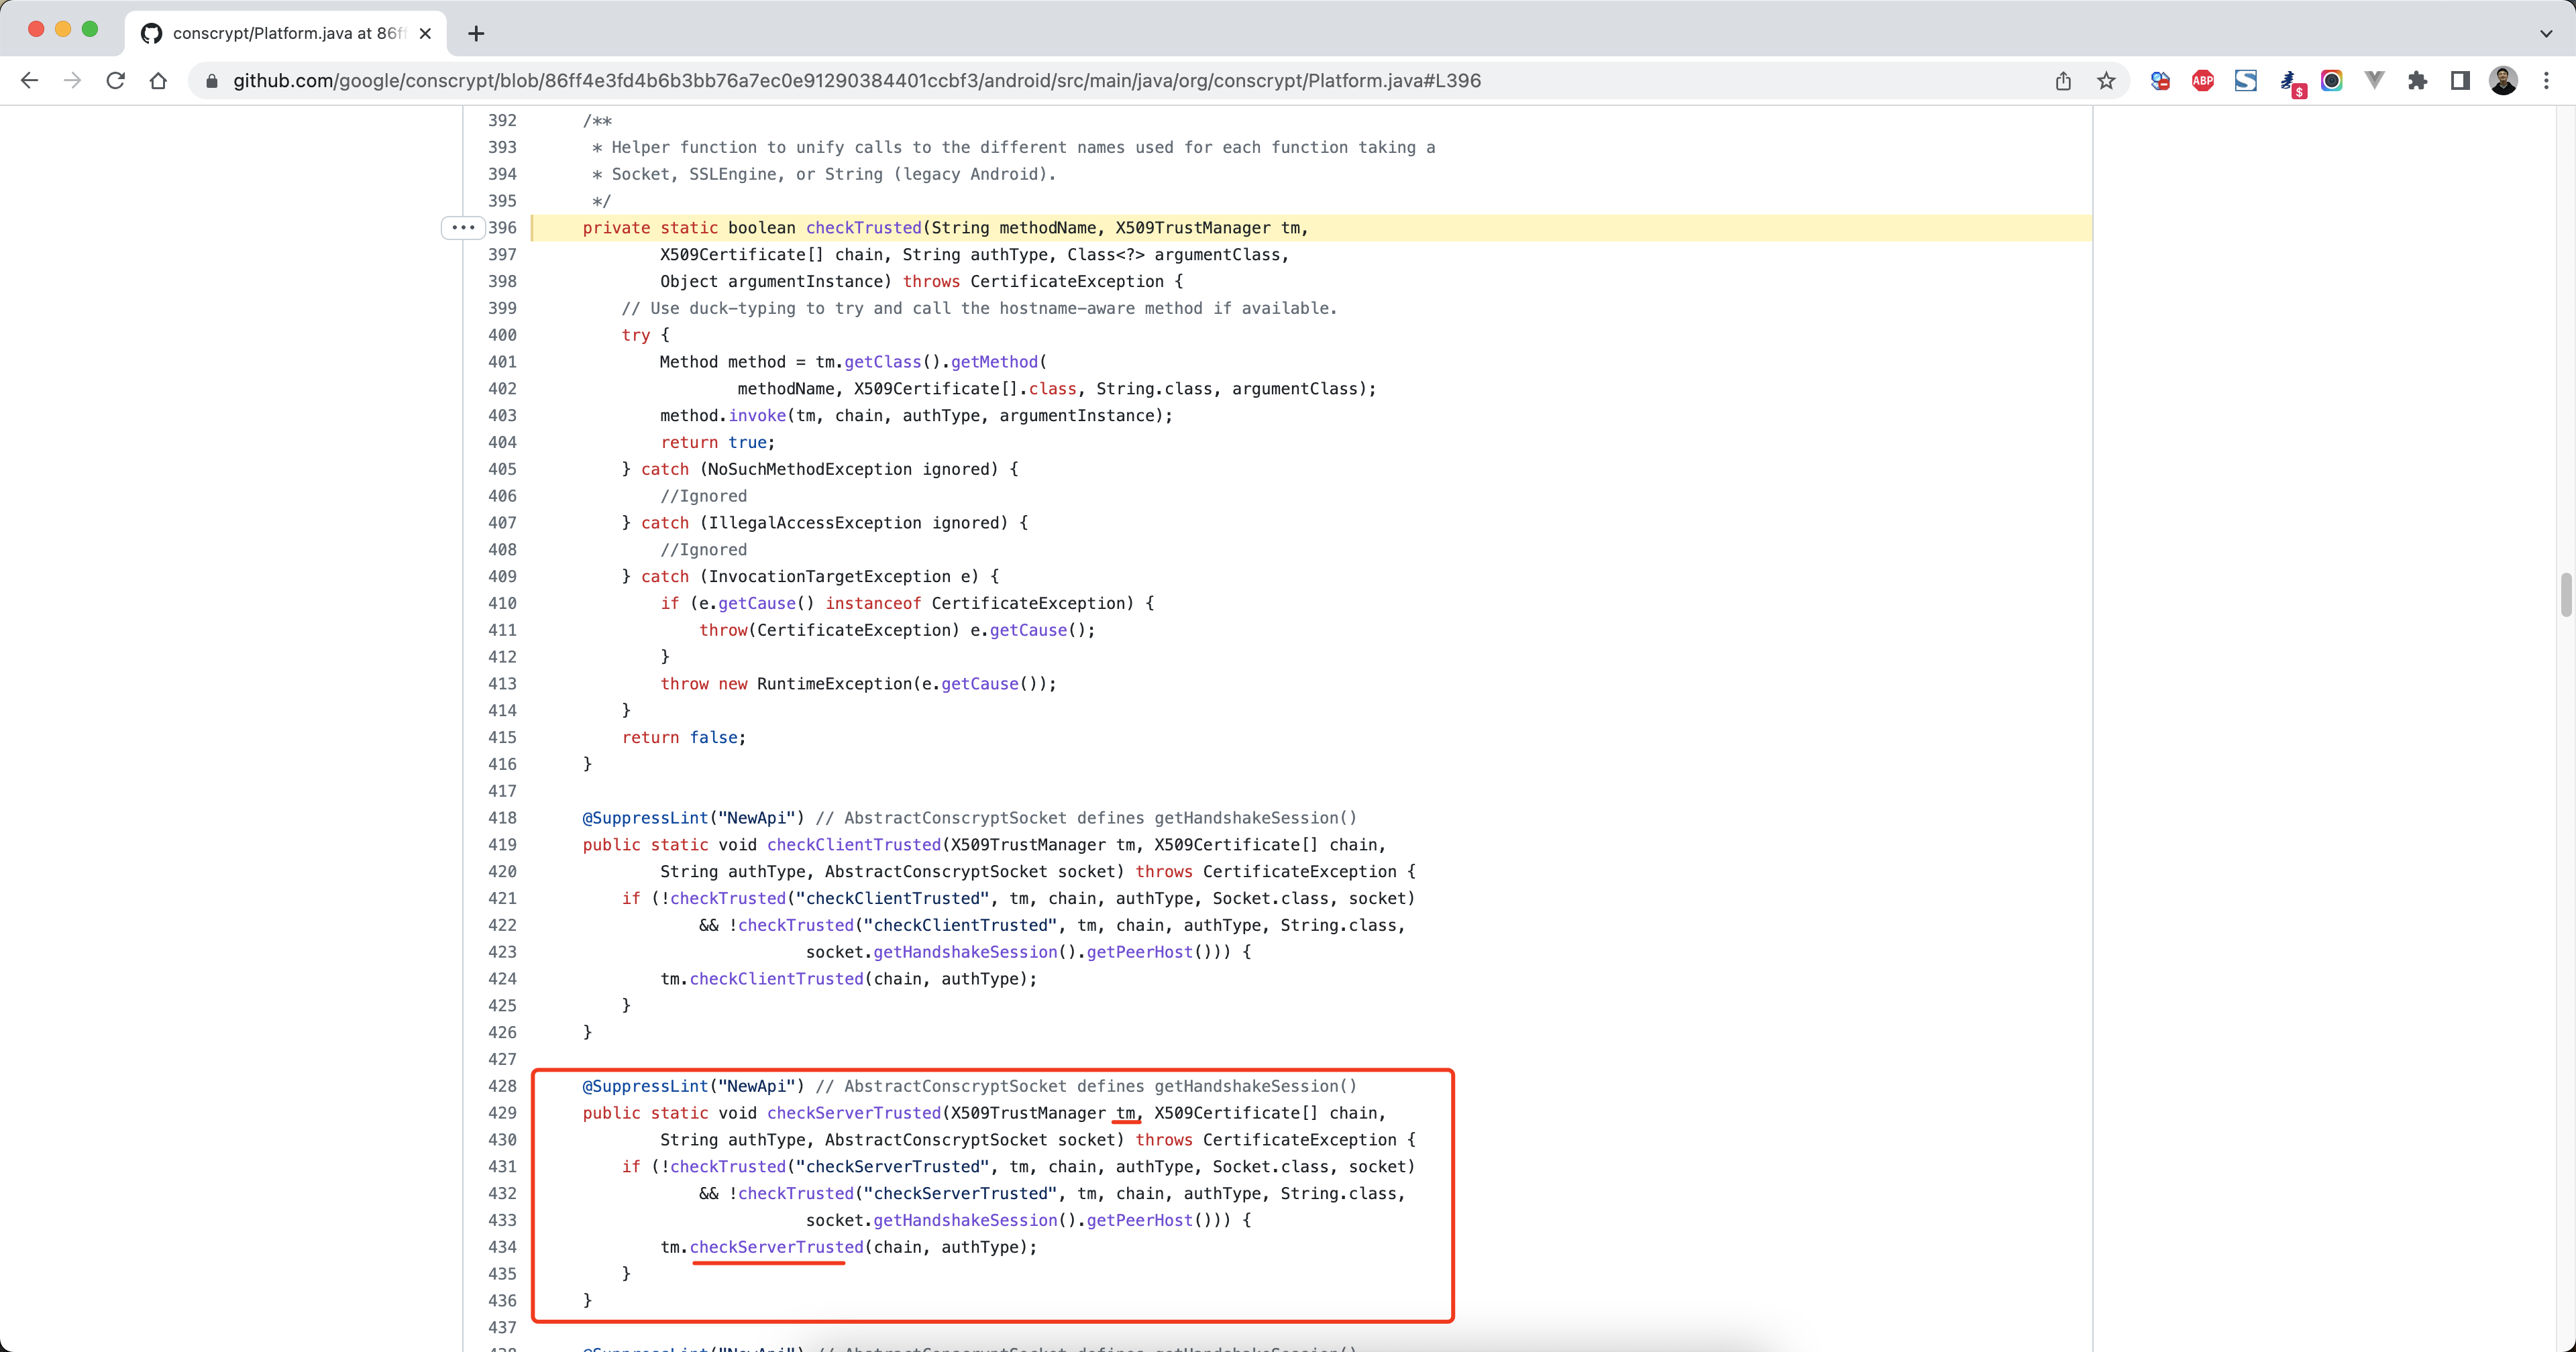 conscrypt/Platform.java at 86ff
github.com/google/conscrypt/blob/86ff4e3fd4b6b3bb76a7ec0e91290384401ccbf3/android/src/main/java/org/conscrypt/Platform.java#L396
ABP
$
392 /**
393 * Helper function to unify calls to the different names used for each function taking a
394 * Socket, SSLEngine, or String (legacy Android).
395 */
396 private static boolean checkTrusted(String methodName, X509TrustManager tm,
397 X509Certificate[] chain, String authType, Class<?> argumentClass,
398 Object argumentInstance) throws CertificateException {
399 // Use duck-typing to try and call the hostname-aware method if available.
400 try {
401 Method method = tm.getClass().getMethod(
402 methodName, X509Certificate[].class, String.class, argumentClass);
403 method.invoke(tm, chain, authType, argumentInstance);
404 return true;
405 } catch (NoSuchMethodException ignored) {
406 //Ignored
407 } catch (IllegalAccessException ignored) {
408 //Ignored
409 } catch (InvocationTargetException e) {
410 if (e.getCause() instanceof CertificateException) {
411 throw(CertificateException) e.getCause();
412 }
413 throw new RuntimeException(e.getCause());
414 }
415 return false;
416 }
417
418 @SuppressLint("NewApi") // AbstractConscryptSocket defines getHandshakeSession()
419 public static void checkClientTrusted(X509TrustManager tm, X509Certificate[] chain,
420 String authType, AbstractConscryptSocket socket) throws CertificateException {
421 if (!checkTrusted("checkClientTrusted", tm, chain, authType, Socket.class, socket)
422 && !checkTrusted("checkClientTrusted", tm, chain, authType, String.class,
423 socket.getHandshakeSession().getPeerHost())) {
424 tm.checkClientTrusted(chain, authType);
425 }
426 }
427
428 @SuppressLint("NewApi") // AbstractConscryptSocket defines getHandshakeSession()
429 public static void checkServerTrusted(X509TrustManager tm, X509Certificate[] chain,
430 String authType, AbstractConscryptSocket socket) throws CertificateException {
431 if (!checkTrusted("checkServerTrusted", tm, chain, authType, Socket.class, socket)
432 && !checkTrusted("checkServerTrusted", tm, chain, authType, String.class,
433 socket.getHandshakeSession().getPeerHost())) {
434 tm.checkServerTrusted(chain, authType);
435 }
436 }
437
438 @SuppressLint("NewApi") // AbstractConscryptSocket defines getHandshakeSession()